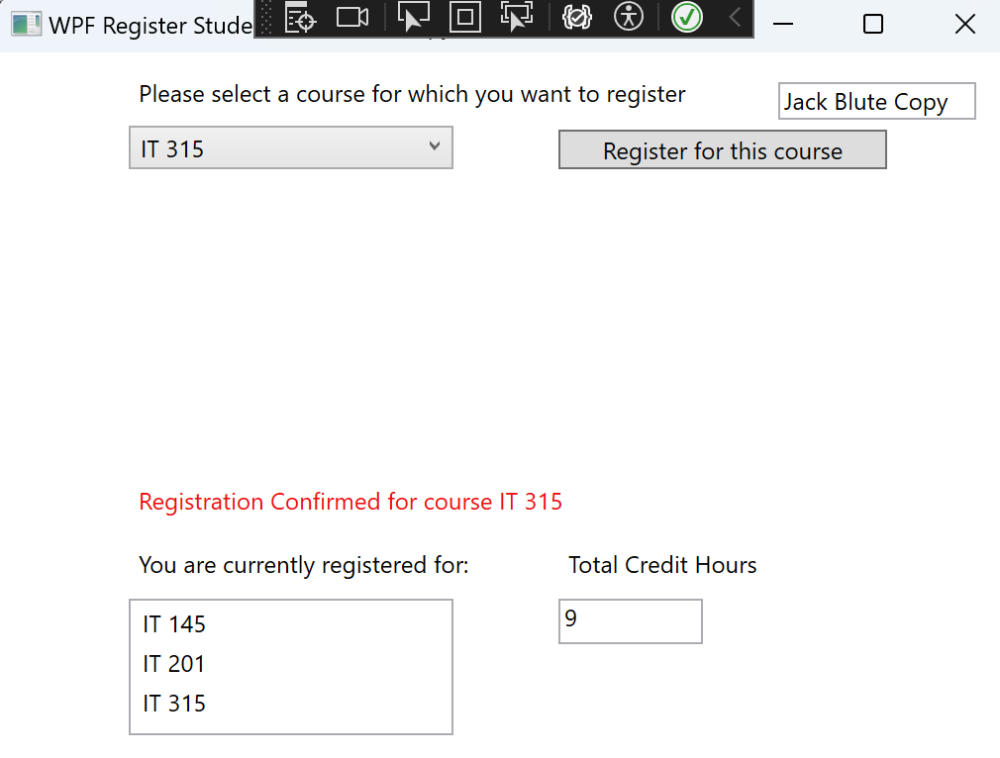 WPF Register Stude
Please select a course for which you want to register
Jack Blute Copy
IT 315
Register for this course
Registration Confirmed for course IT 315
You are currently registered for:
Total Credit Hours
IT 145
9
IT 201
IT 315